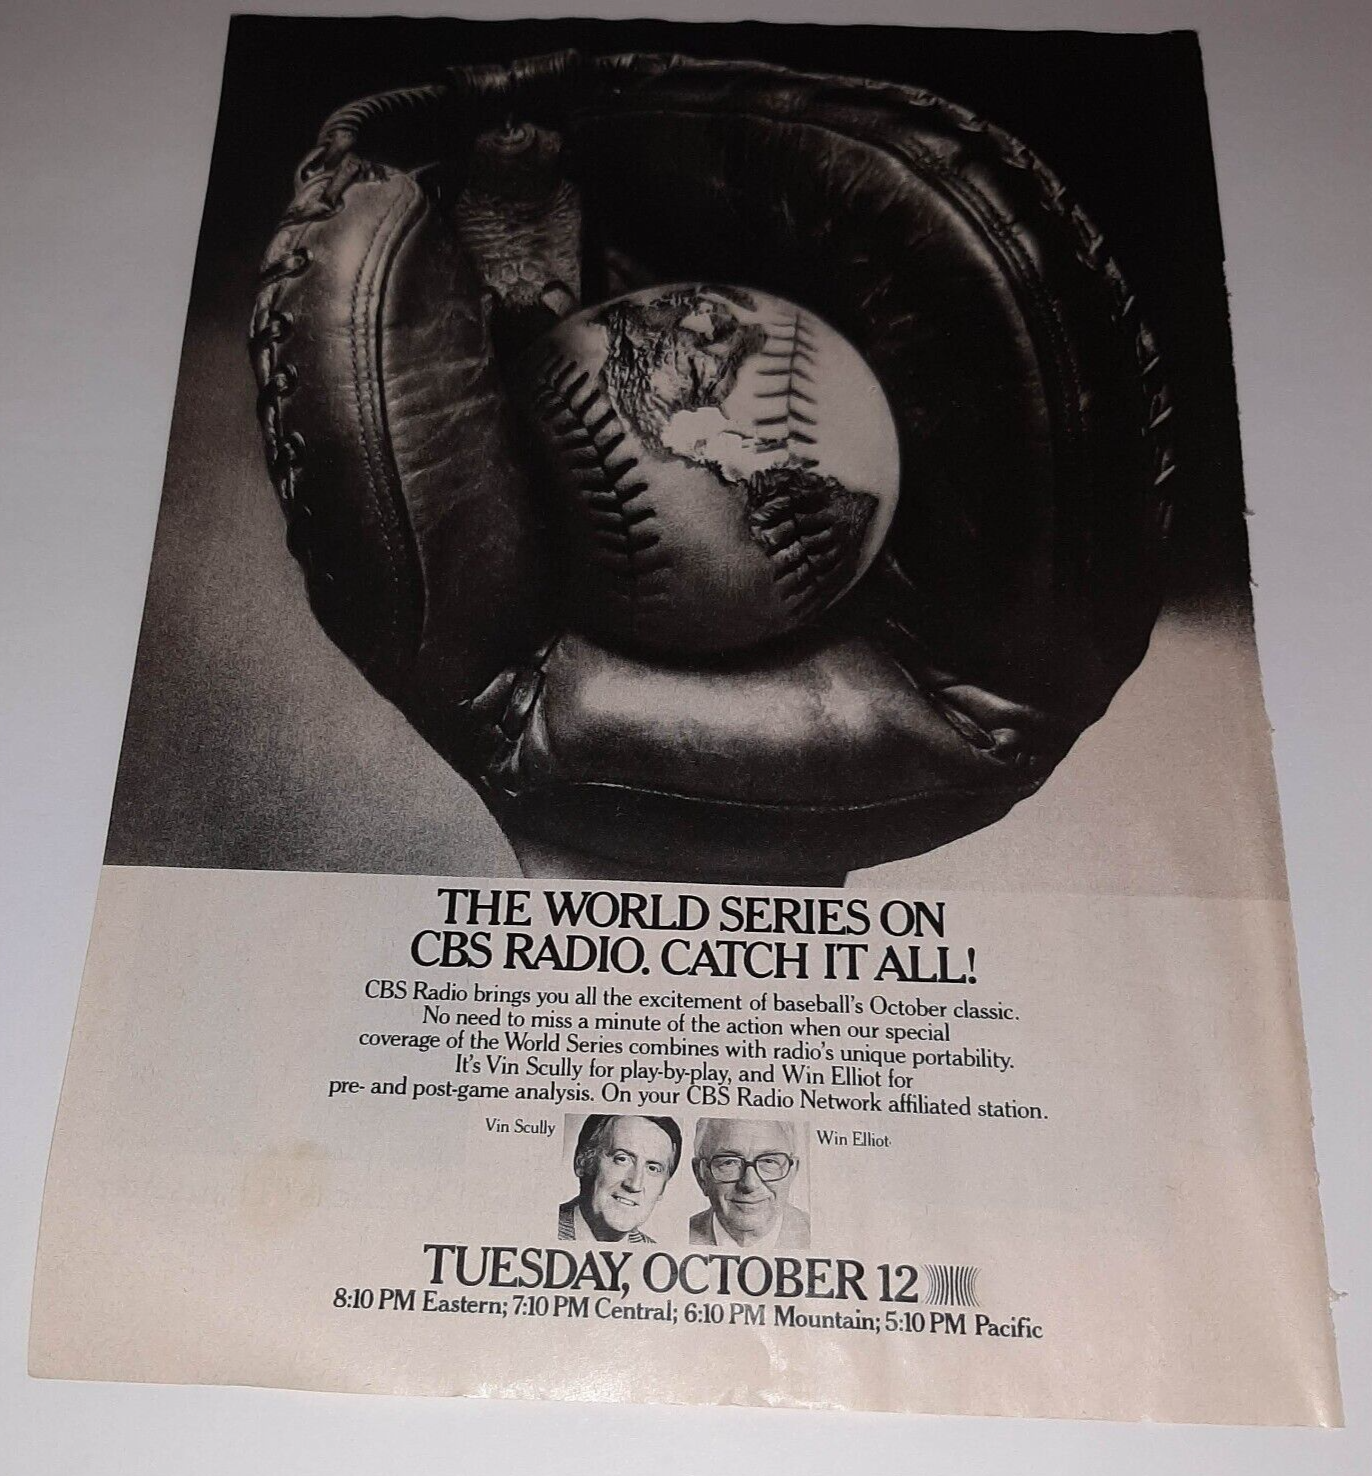 THE WORLD SERIES ON
CBS RADIO. CATCH IT ALL!
CBS Radio brings you all the excitement of baseball's October classic.
No need to miss a minute of the action when our special
coverage of the World Series combines with radio's unique portability.
It's Vin Scully for play-by-play, and Win Elliot for
pre- and post-game analysis. On your CBS Radio Network affiliated station.
Vin Scully
Win Elliot
TUESDAY, OCTOBER 12
8:10 PM Eastern; 7:10 PM Central; 6:10 PM Mountain; 5:10 PM Pacific